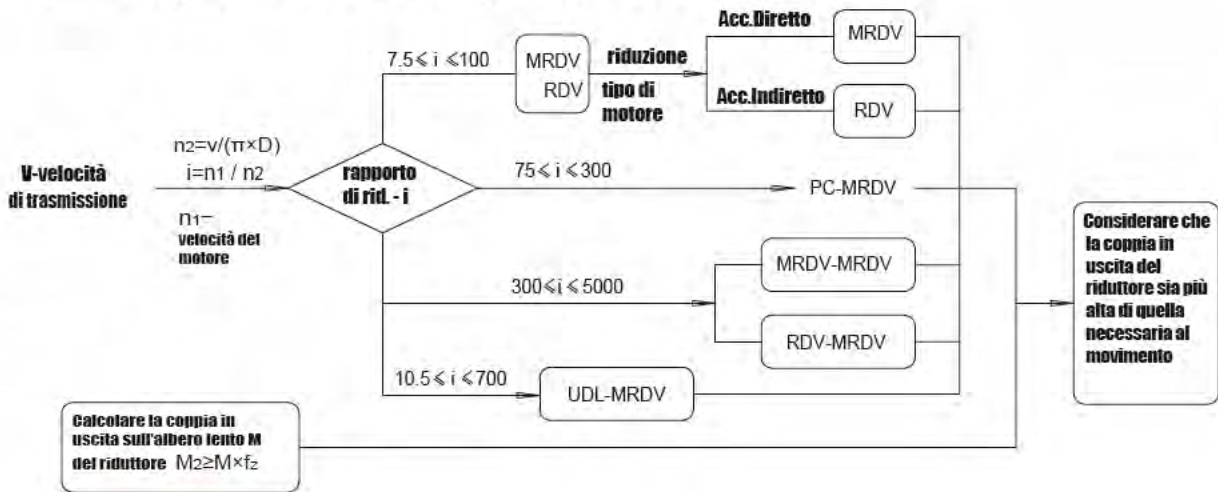 V-velocità
di trasmissione
n2=v/(π×D)
i=n1 / n2
n1-
velocità del
motore
rapporto
di rid. - i
7.5≤ i ≤100
MRDV
RDV
riduzione
tipo di
motore
Acc.Diretto
MRDV
Acc.Indiretto
RDV
75≤ i ≤300
PC-MRDV
300≤i≤5000
MRDV-MRDV
RDV-MRDV
10.5≤ i ≤700
UDL-MRDV
Calcolare la coppia in
uscita sull'albero lento M
del riduttore M2≥M×fz
Considerare che
la coppia in
uscita del
riduttore sia più
alta di quella
necessaria al
movimento